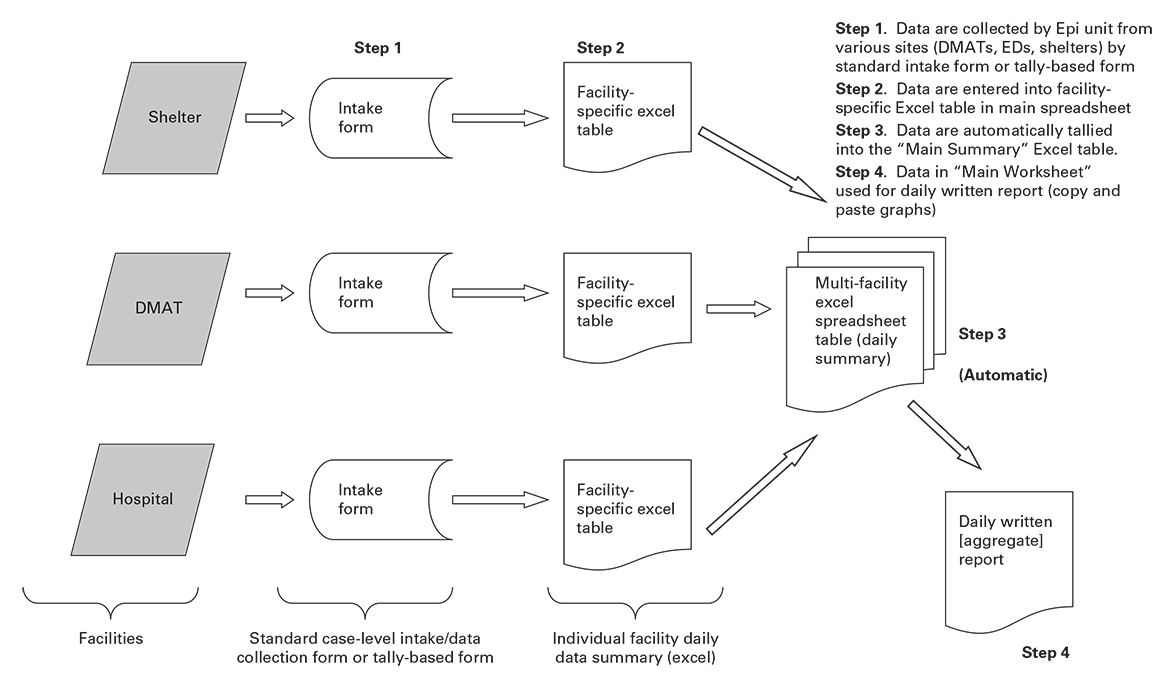 Step 1. Data are collected by Epi unit from
various sites (DMATs, EDs, shelters) by
standard intake form or tally-based form
Step 2. Data are entered into facility-
specific Excel table in main spreadsheet
Step 3. Data are automatically tallied
into the “Main Summary” Excel table.
Step 4. Data in “Main Worksheet”
used for daily written report (copy and
paste graphs)
Step 1
Step 2
Shelter
Intake
form
Facility-
specific excel
table
DMAT
Intake
form
Facility-
specific excel
table
Multi-facility
excel
spreadsheet
table (daily
summary)
Step 3
(Automatic)
Hospital
Intake
form
Facility-
specific excel
table
Daily written
[aggregate]
report
Step 4
Facilities
Standard case-level intake/data
collection form or tally-based form
Individual facility daily
data summary (excel)